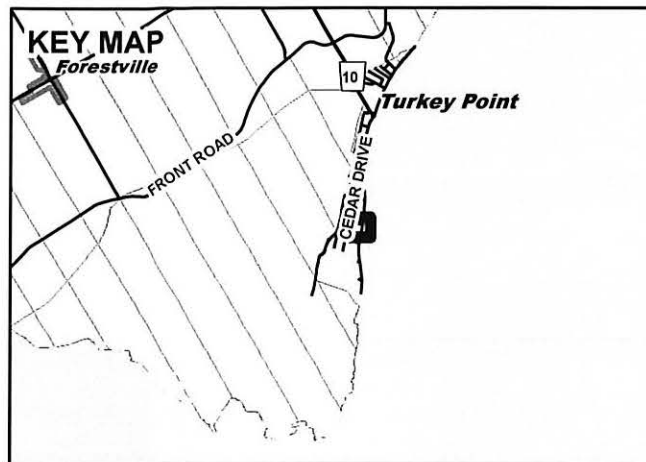 KEY MAP
Forestville
10
Turkey Point
FRONT ROAD
CEDAR DRIVE